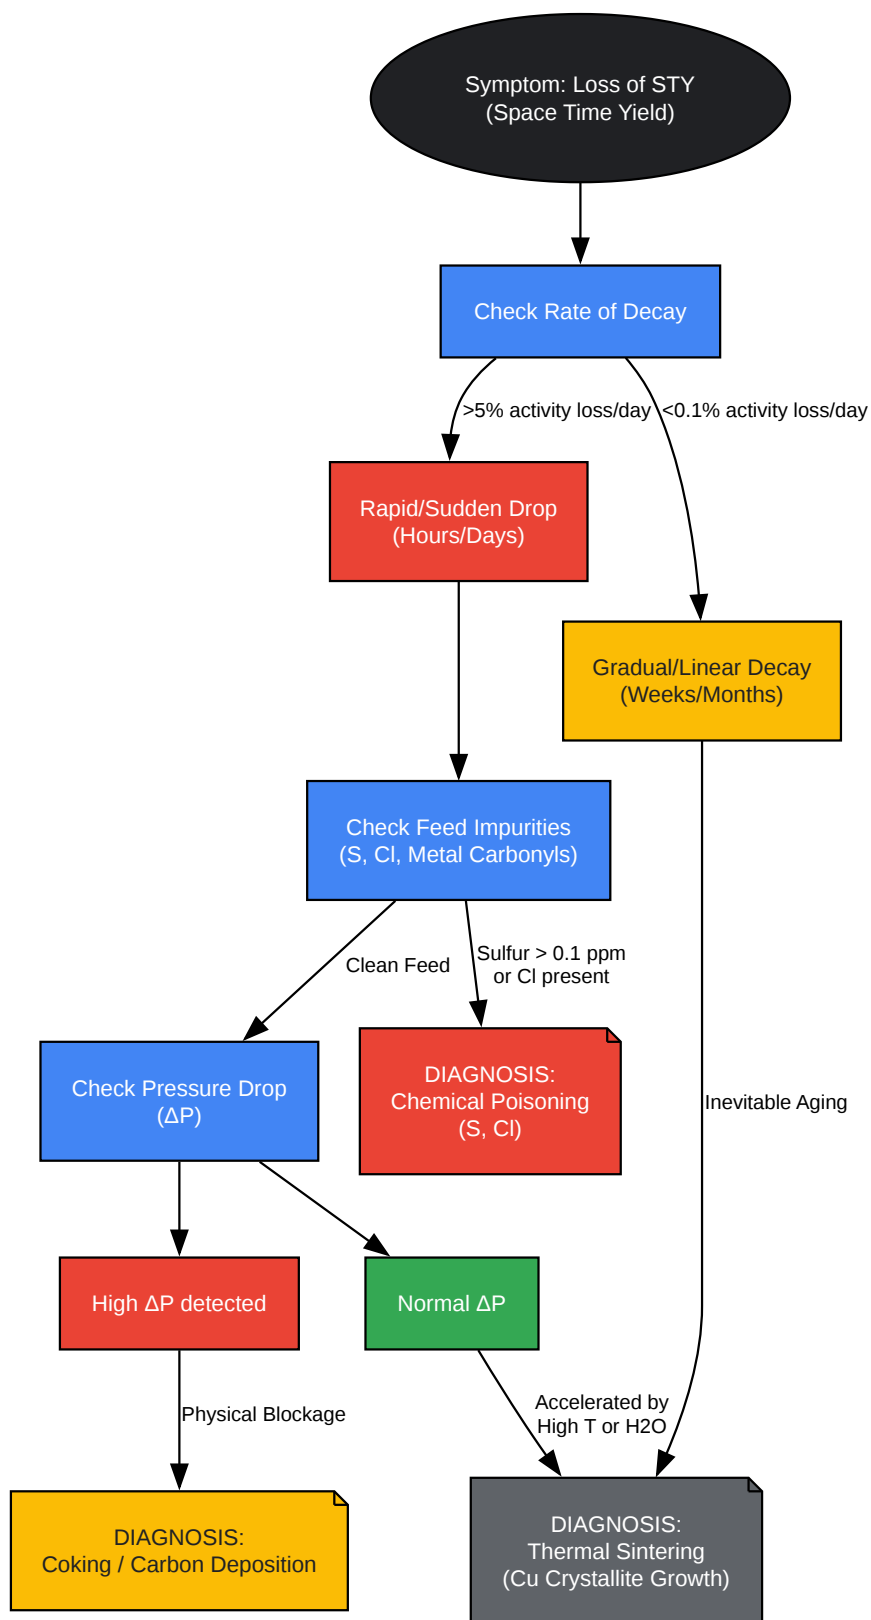 Symptom: Loss of STY
(Space Time Yield)
Check Rate of Decay
>5% activity loss/day
<0.1% activity loss/day
Rapid/Sudden Drop
(Hours/Days)
Gradual/Linear Decay
(Weeks/Months)
Check Feed Impurities
(S, Cl, Metal Carbonyls)
Clean Feed
Sulfur > 0.1 ppm
or Cl present
Check Pressure Drop
(ΔP)
DIAGNOSIS:
Chemical Poisoning
(S, Cl)
Inevitable Aging
High ΔP detected
Normal ΔP
Physical Blockage
Accelerated by
High T or H2O
DIAGNOSIS:
Coking / Carbon Deposition
DIAGNOSIS:
Thermal Sintering
(Cu Crystallite Growth)